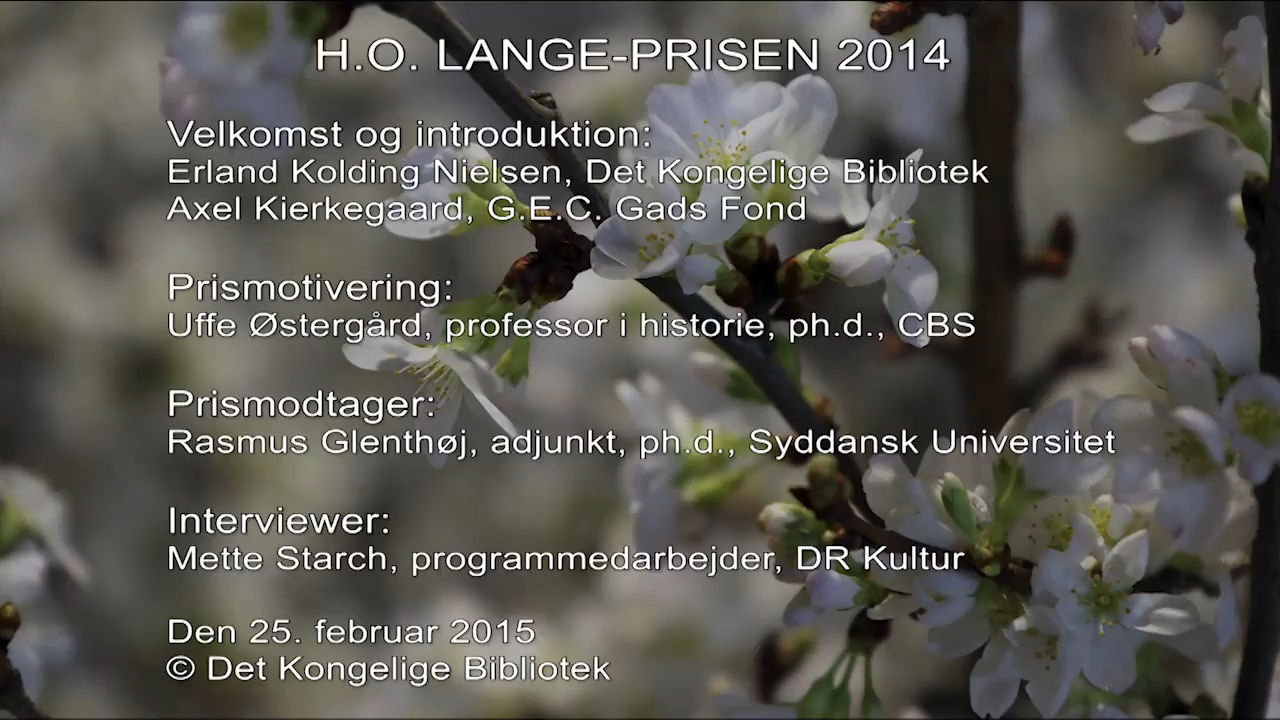 H.O. LANGE-PRISEN 2014
Velkomst og introduktion:
Erland Kolding Nielsen, Det Kongelige Bibliotek
Axel Kierkegaard, G.E.C. Gads Fond
Prismotivering:
Uffe Østergård, professor i historie, ph.d., CBS
Prismodtager:
Rasmus Glenthøj, adjunkt, ph.d., Syddansk Universitet
Interviewer:
Mette Starch, programmedarbejder, DR Kultur
Den 25. februar 2015
© Det Kongelige Bibliotek